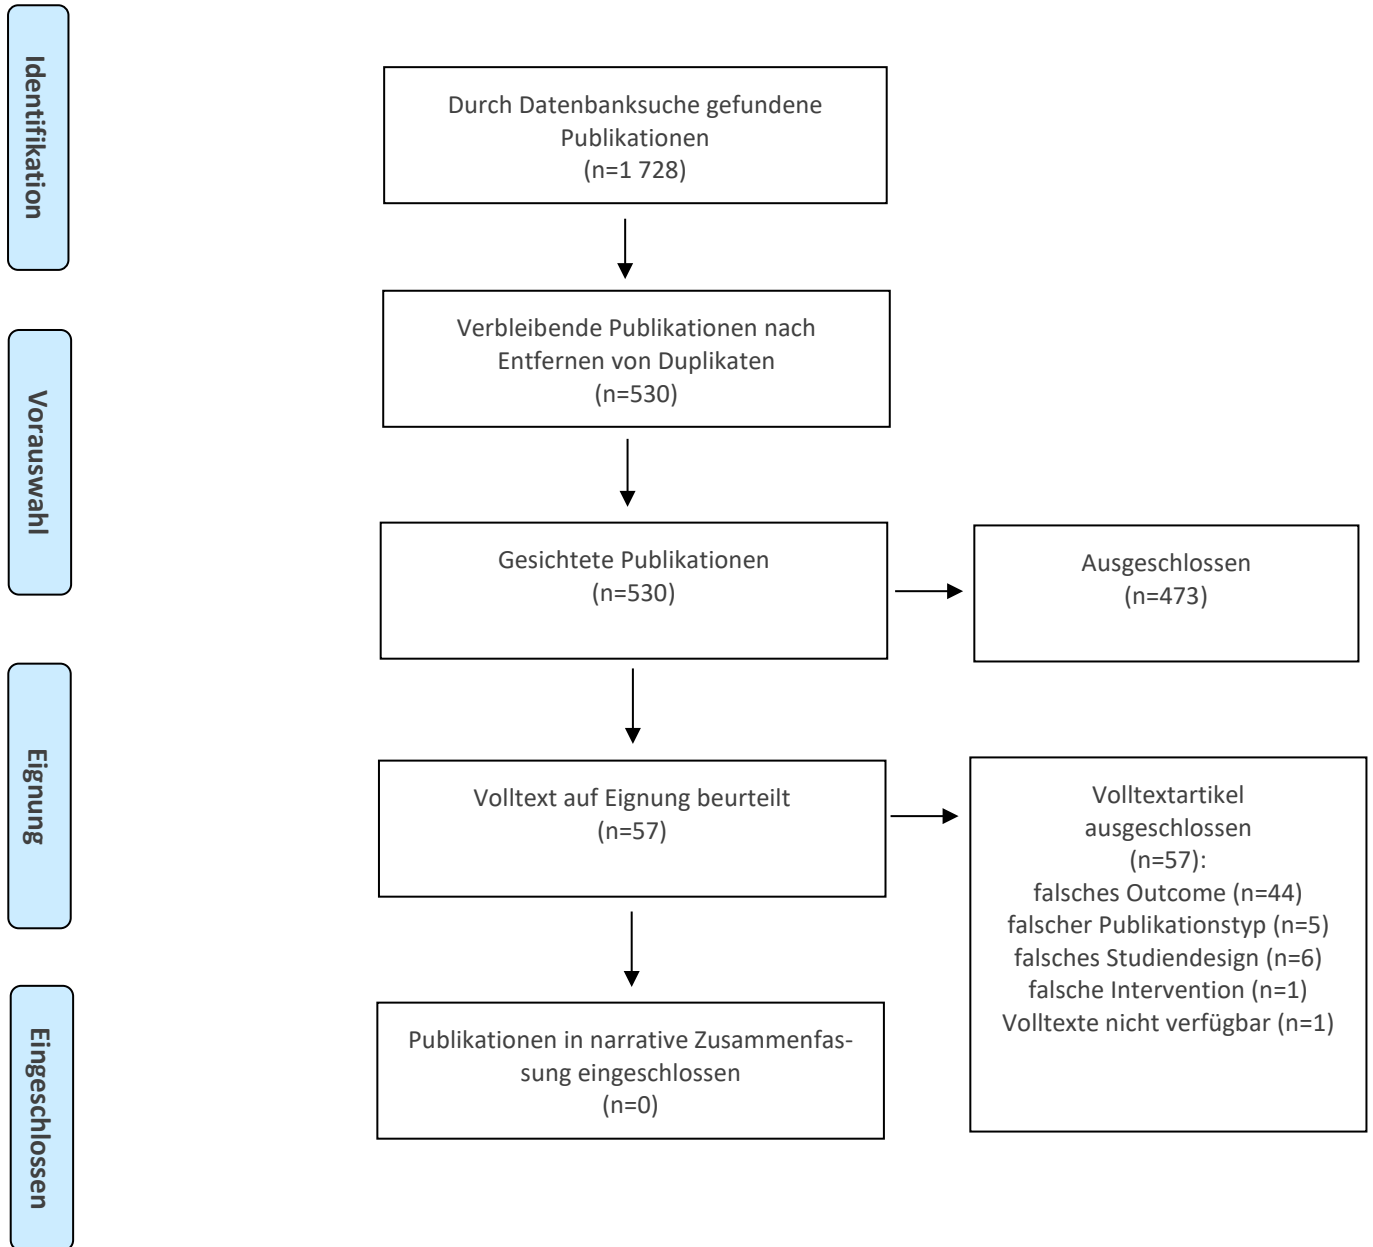 Identifikation
Durch Datenbanksuche gefundene
Publikationen
(n=1 728)
Vorauswahl
Verbleibende Publikationen nach
Entfernen von Duplikaten
(n=530)
Gesichtete Publikationen
(n=530)
Ausgeschlossen
(n=473)
Eignung
Volltext auf Eignung beurteilt
(n=57)
Volltextartikel
ausgeschlossen
(n=57):
falsches Outcome (n=44)
falscher Publikationstyp (n=5)
falsches Studiendesign (n=6)
falsche Intervention (n=1)
Volltexte nicht verfügbar (n=1)
Eingeschlossen
Publikationen in narrative Zusammenfas-
sung eingeschlossen
(n=0)